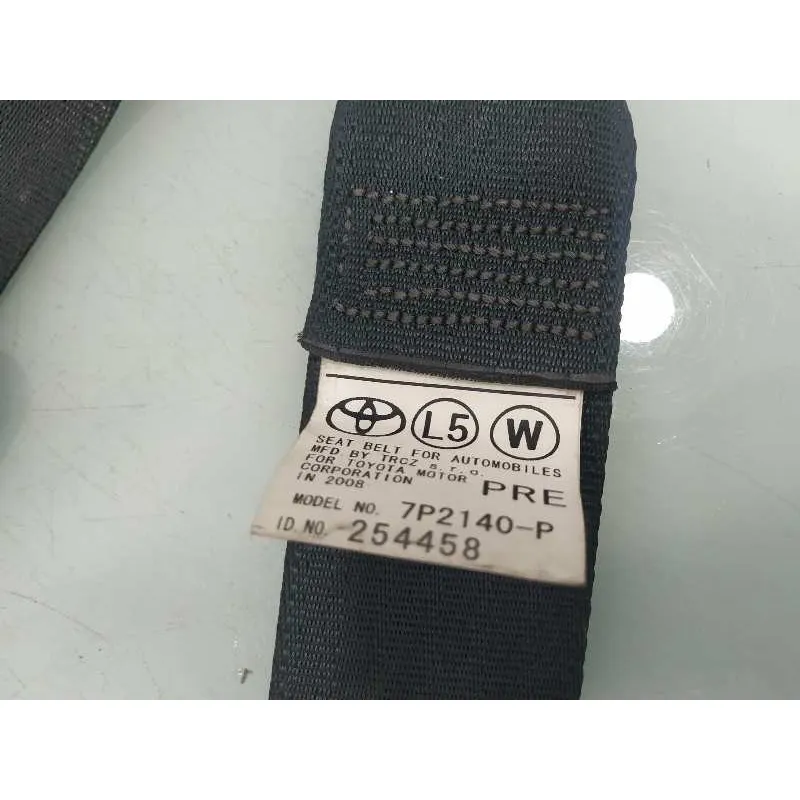 L5 W
SEAT BELT FOR AUTOMOBILES
MFD BY TRCZ s.r.o.
FOR TOYOTA MOTOR
CORPORATION PRE
IN 2008
MODEL NO. 7P2140-P
ID.NO. 254458